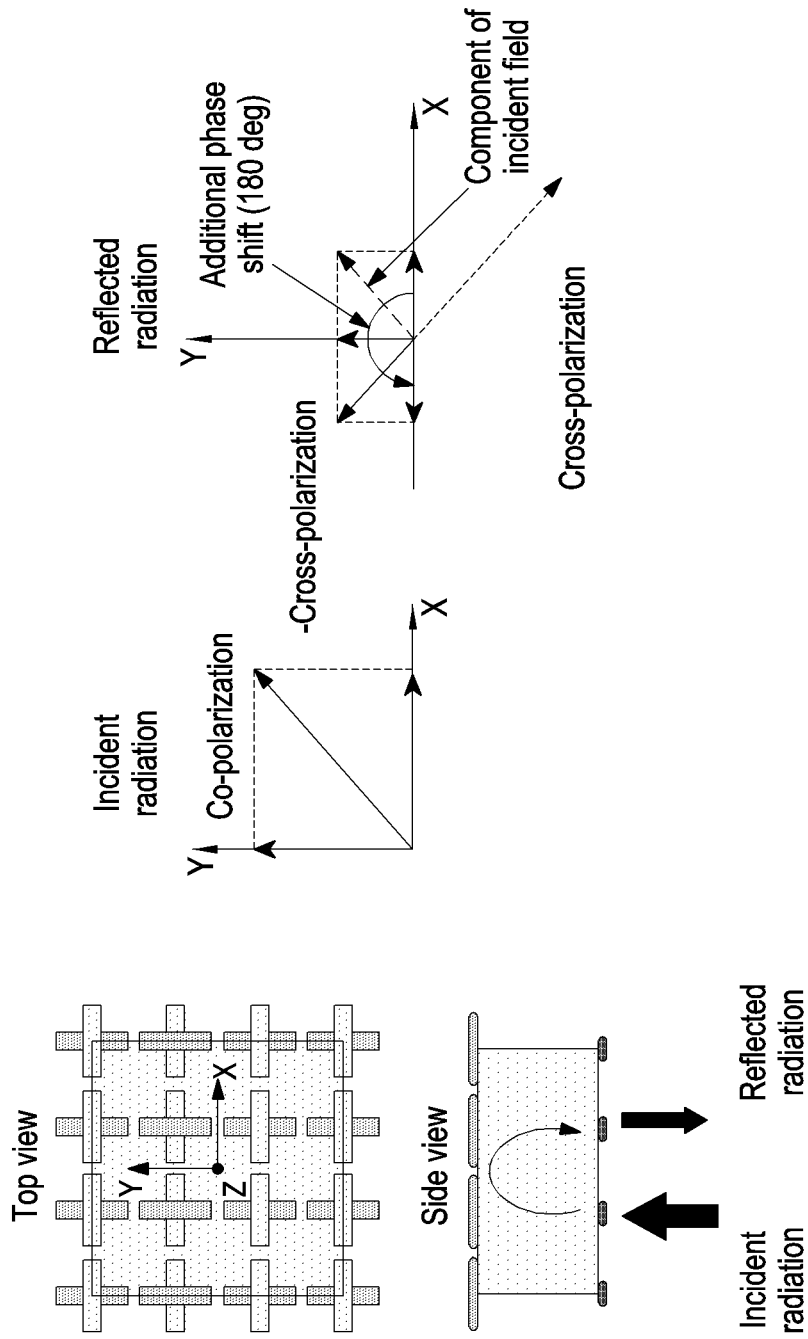 Top view
Y
X
Z
Side view
Incident
radiation
Reflected
radiation
Incident
radiation
Co-polarization
Y
X
Reflected
radiation
Additional phase
shift (180 deg)
Y
X
-Cross-polarization
Component of
incident field
Cross-polarization